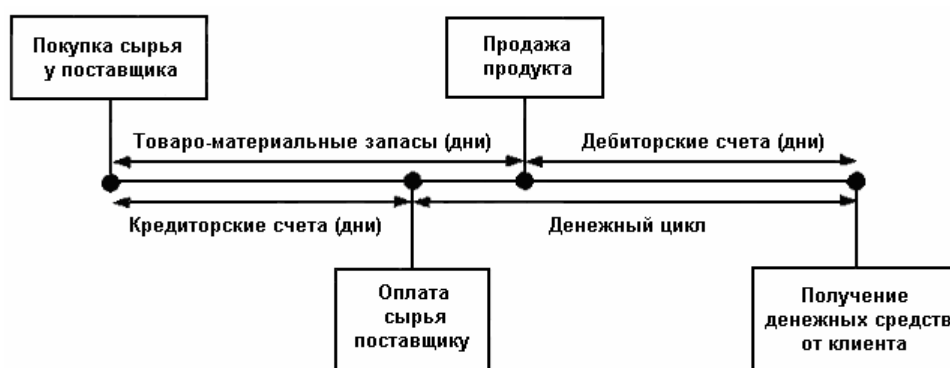 Покупка сырья
у поставщика
Продажа
продукта
Товаро-материальные запасы (дни)
Дебиторские счета (дни)
Кредиторские счета (дни)
Денежный цикл
Оплата
сырья
поставщику
Получение
денежных средств
от клиента